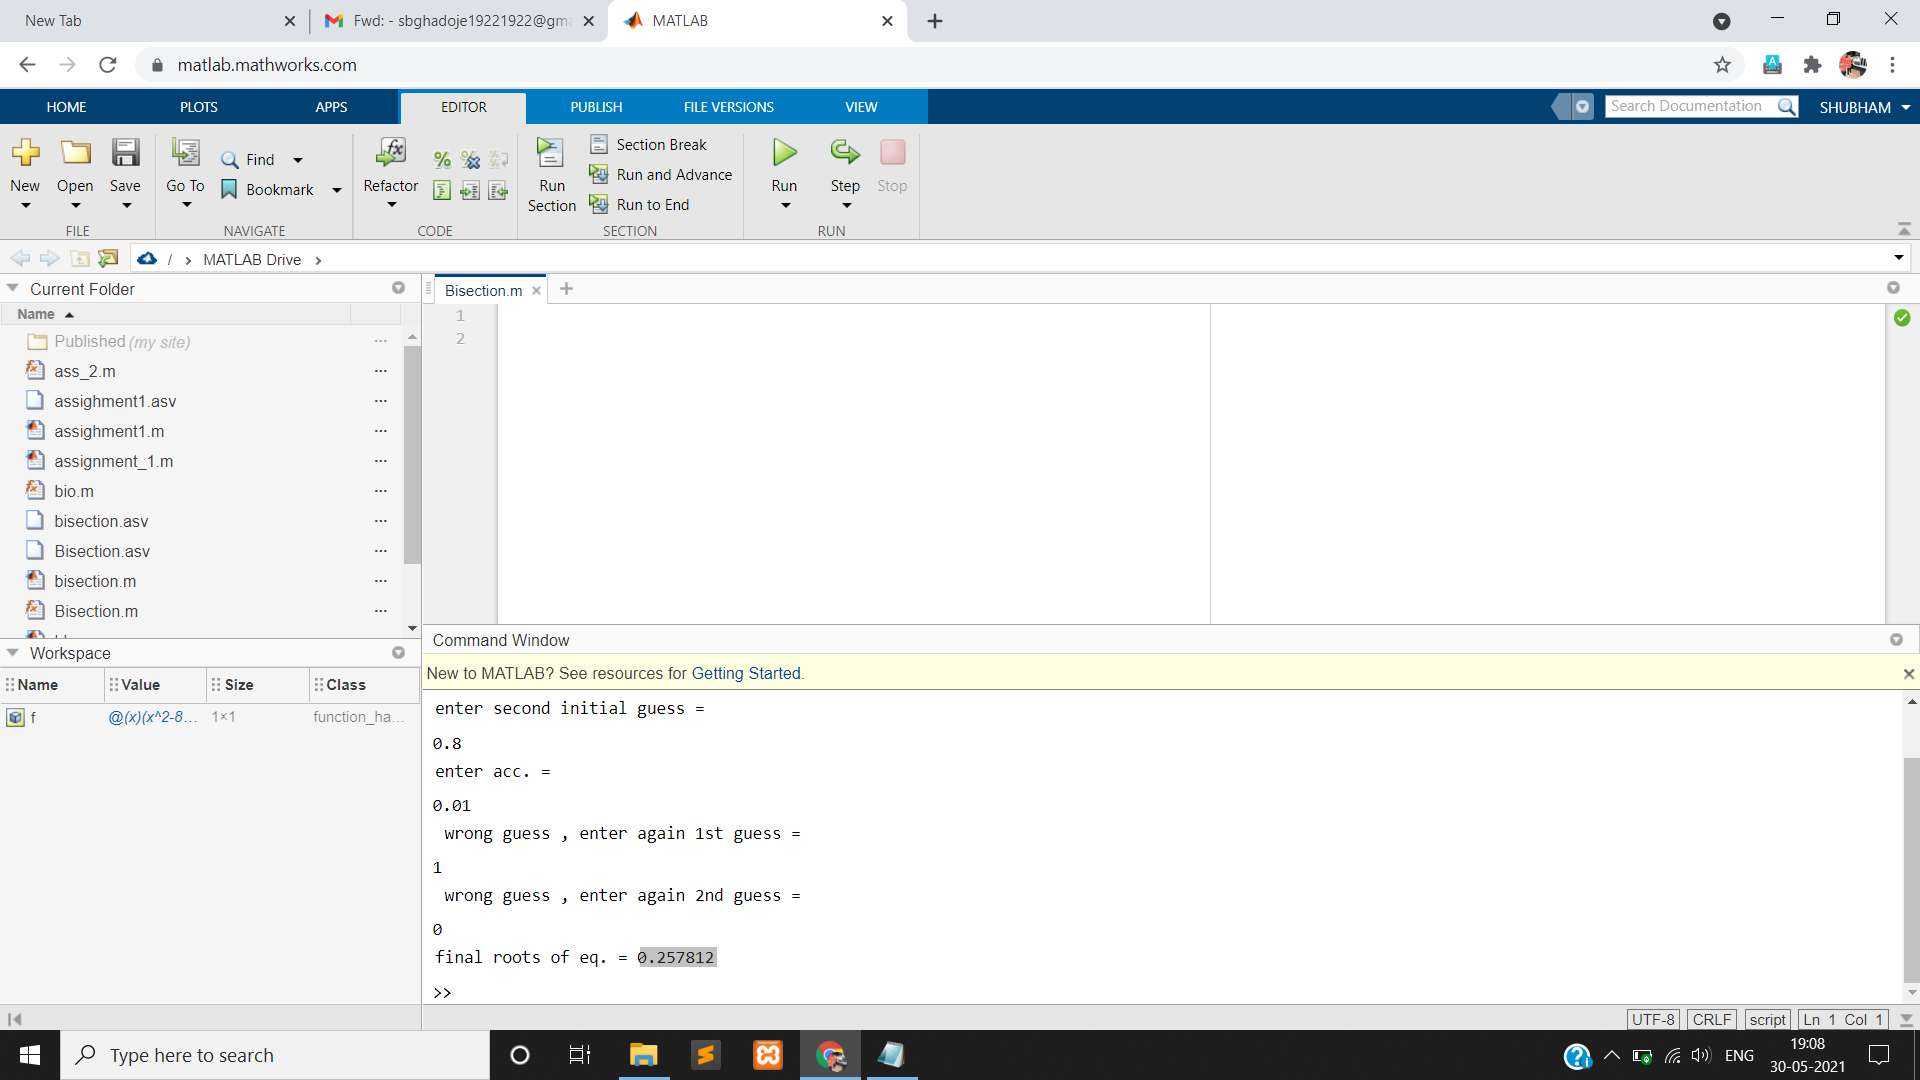 New Tab
Fwd: - sbghadoje19221922@gm
MATLAB
matlab.mathworks.com
HOME
PLOTS
APPS
EDITOR
PUBLISH
FILE VERSIONS
VIEW
Search Documentation
SHUBHAM
New
Open
Save
FILE
Go To
Find
Bookmark
NAVIGATE
Refactor
CODE
Run
Section
Section Break
Run and Advance
Run to End
SECTION
Run
Step
Stop
RUN
/ > MATLAB Drive >
Current Folder
Name
Published (my site)
ass_2.m
assighment1.asv
assighment1.m
assignment_1.m
bio.m
bisection.asv
Bisection.asv
bisection.m
Bisection.m
Workspace
Name Value Size Class
f @(x)(x^2-8... 1×1 function_ha...
Bisection.m
1
2
Command Window
New to MATLAB? See resources for Getting Started.
enter second initial guess =
0.8
enter acc. =
0.01
wrong guess , enter again 1st guess =
1
wrong guess , enter again 2nd guess =
0
final roots of eq. = 0.257812
>>
UTF-8 CRLF script Ln 1 Col 1
Type here to search
ENG
19:08
30-05-2021